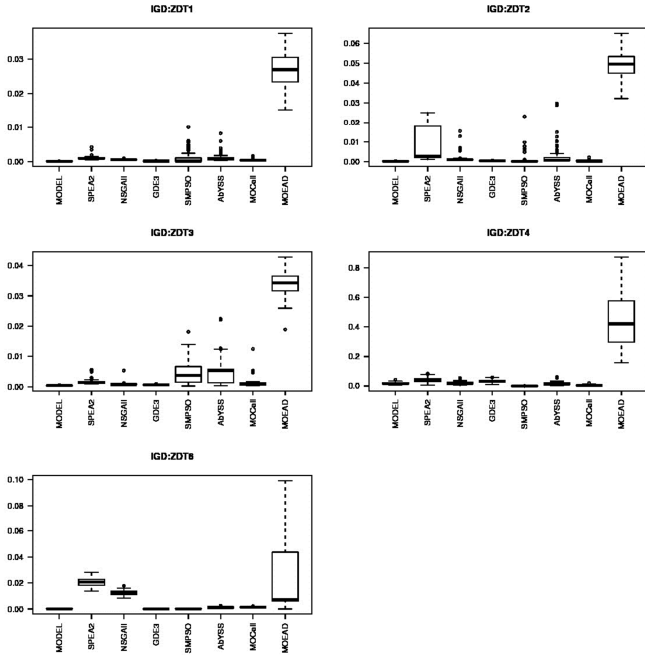 IGD:ZDT1
0.03
0.02
0.01
0.00
MODEL
SPEA2
NSGAII
GDE3
SMPSO
AbYSS
MOCell
MOEAD
IGD:ZDT2
0.06
0.05
0.04
0.03
0.02
0.01
0.00
MODEL
SPEA2
NSGAII
GDE3
SMPSO
AbYSS
MOCell
MOEAD
IGD:ZDT3
0.04
0.03
0.02
0.01
0.00
MODEL
SPEA2
NSGAII
GDE3
SMPSO
AbYSS
MOCell
MOEAD
IGD:ZDT4
0.8
0.6
0.4
0.2
0.0
MODEL
SPEA2
NSGAII
GDE3
SMPSO
AbYSS
MOCell
MOEAD
IGD:ZDT6
0.10
0.08
0.06
0.04
0.02
0.00
MODEL
SPEA2
NSGAII
GDE3
SMPSO
AbYSS
MOCell
MOEAD